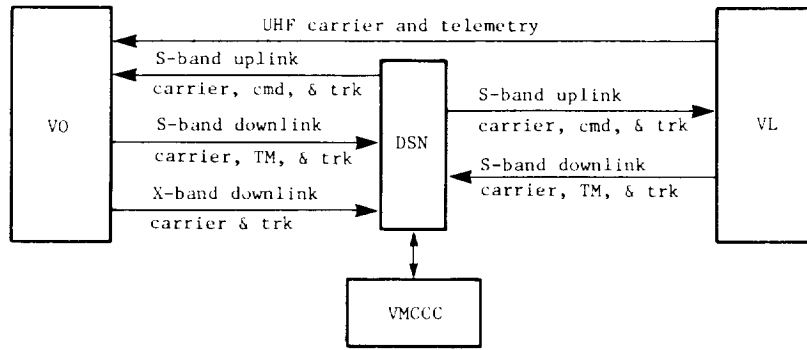 UHF carrier and telemetry
S-band uplink
carrier, cmd, & trk
S-band uplink
carrier, cmd, & trk
VO
S-band downlink
carrier, TM, & trk
DSN
VL
S-band downlink
carrier, TM, & trk
X-band downlink
carrier & trk
VMCCC